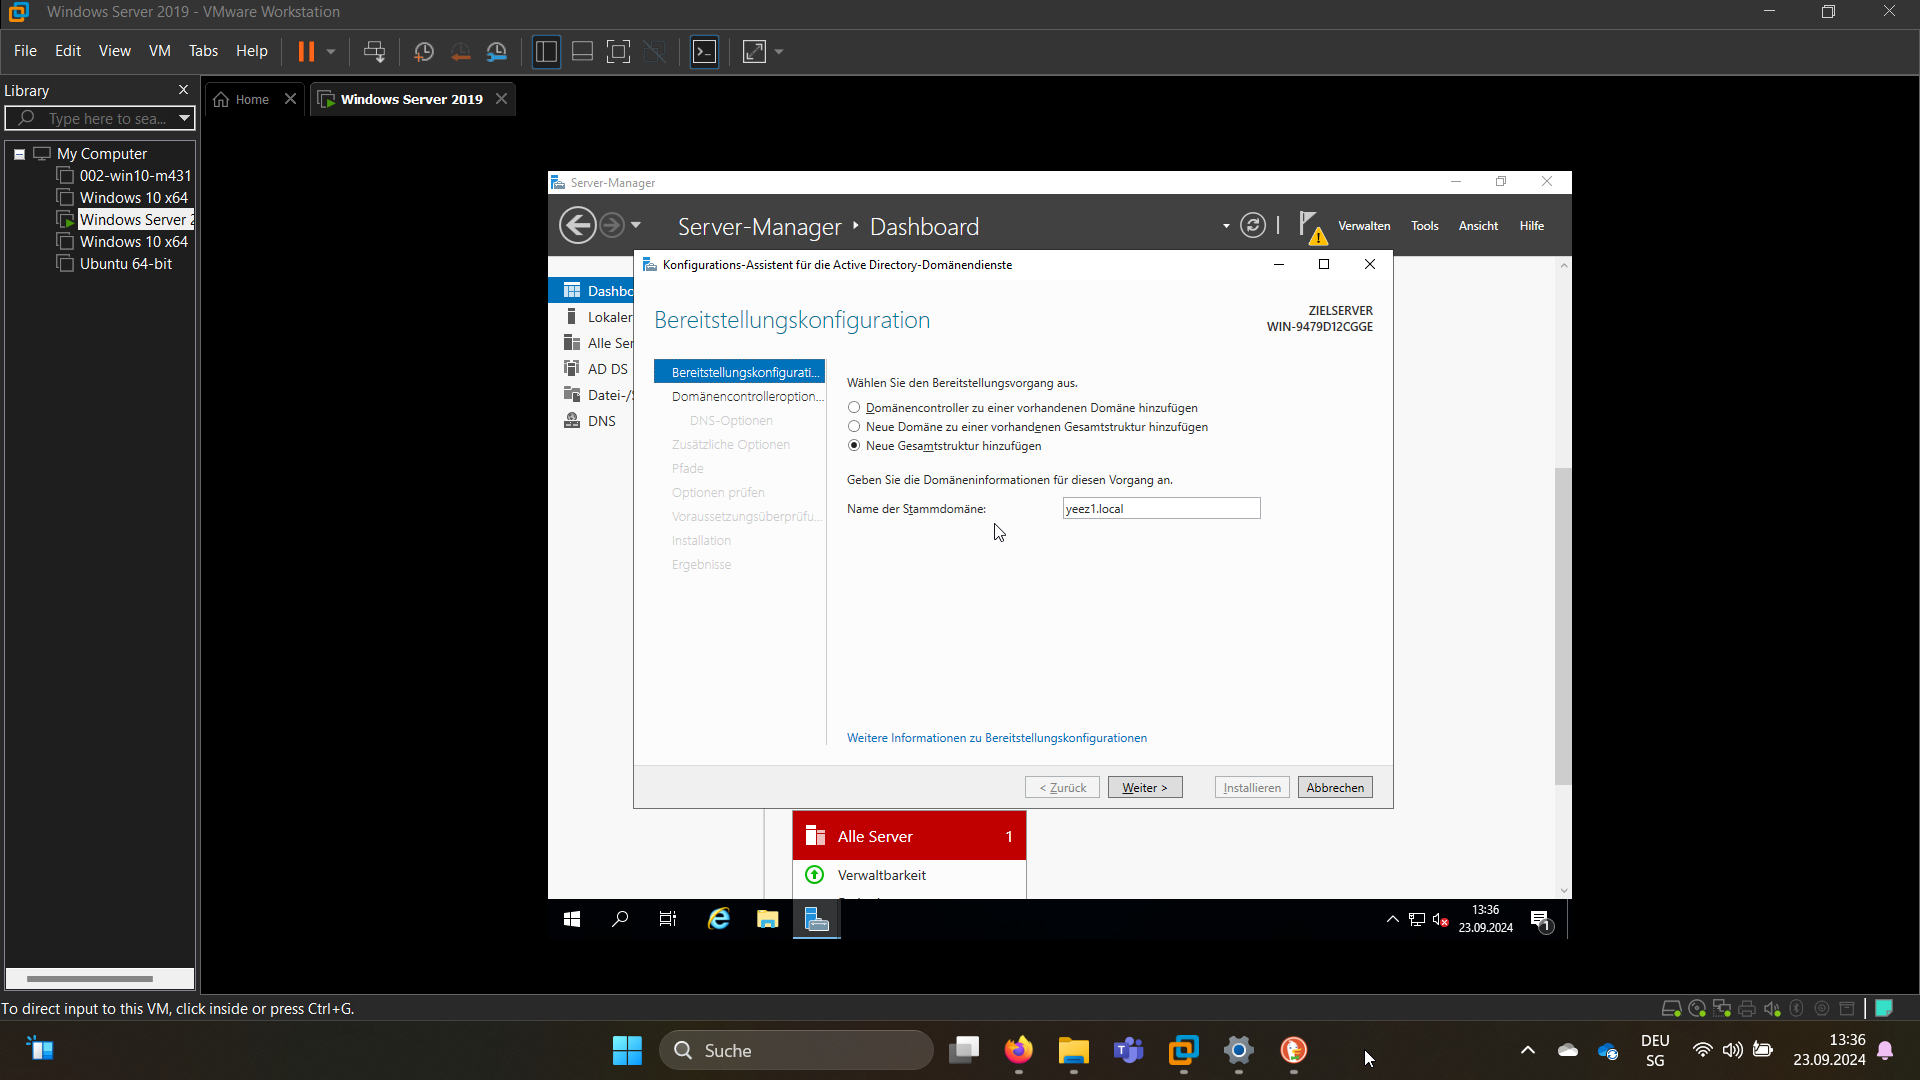 Windows Server 2019 - VMware Workstation
File Edit View VM Tabs Help
Library
Home
Windows Server 2019
Type here to sea...
My Computer
002-win10-m431
Windows 10 x64
Windows Server 2
Windows 10 x64
Ubuntu 64-bit
Server-Manager
Server-Manager Dashboard
Verwalten Tools Ansicht Hilfe
Dashbo
Lokaler
Alle Ser
AD DS
Datei-/S
DNS
Konfigurations-Assistent für die Active Directory-Domänendienste
Bereitstellungskonfiguration
ZIELSERVER
WIN-9479D12CGGE
Bereitstellungskonfigurati...
Domänencontrolleroption...
DNS-Optionen
Zusätzliche Optionen
Pfade
Optionen prüfen
Voraussetzungsüberprüfu...
Installation
Ergebnisse
Wählen Sie den Bereitstellungsvorgang aus.
Domänencontroller zu einer vorhandenen Domäne hinzufügen
Neue Domäne zu einer vorhandenen Gesamtstruktur hinzufügen
Neue Gesamtstruktur hinzufügen
Geben Sie die Domäneninformationen für diesen Vorgang an.
Name der Stammdomäne:
yeez1.local
Weitere Informationen zu Bereitstellungskonfigurationen
< Zurück
Weiter >
Installieren
Abbrechen
Alle Server 1
Verwaltbarkeit
13:36
23.09.2024
1
To direct input to this VM, click inside or press Ctrl+G.
Suche
DEU
SG
13:36
23.09.2024